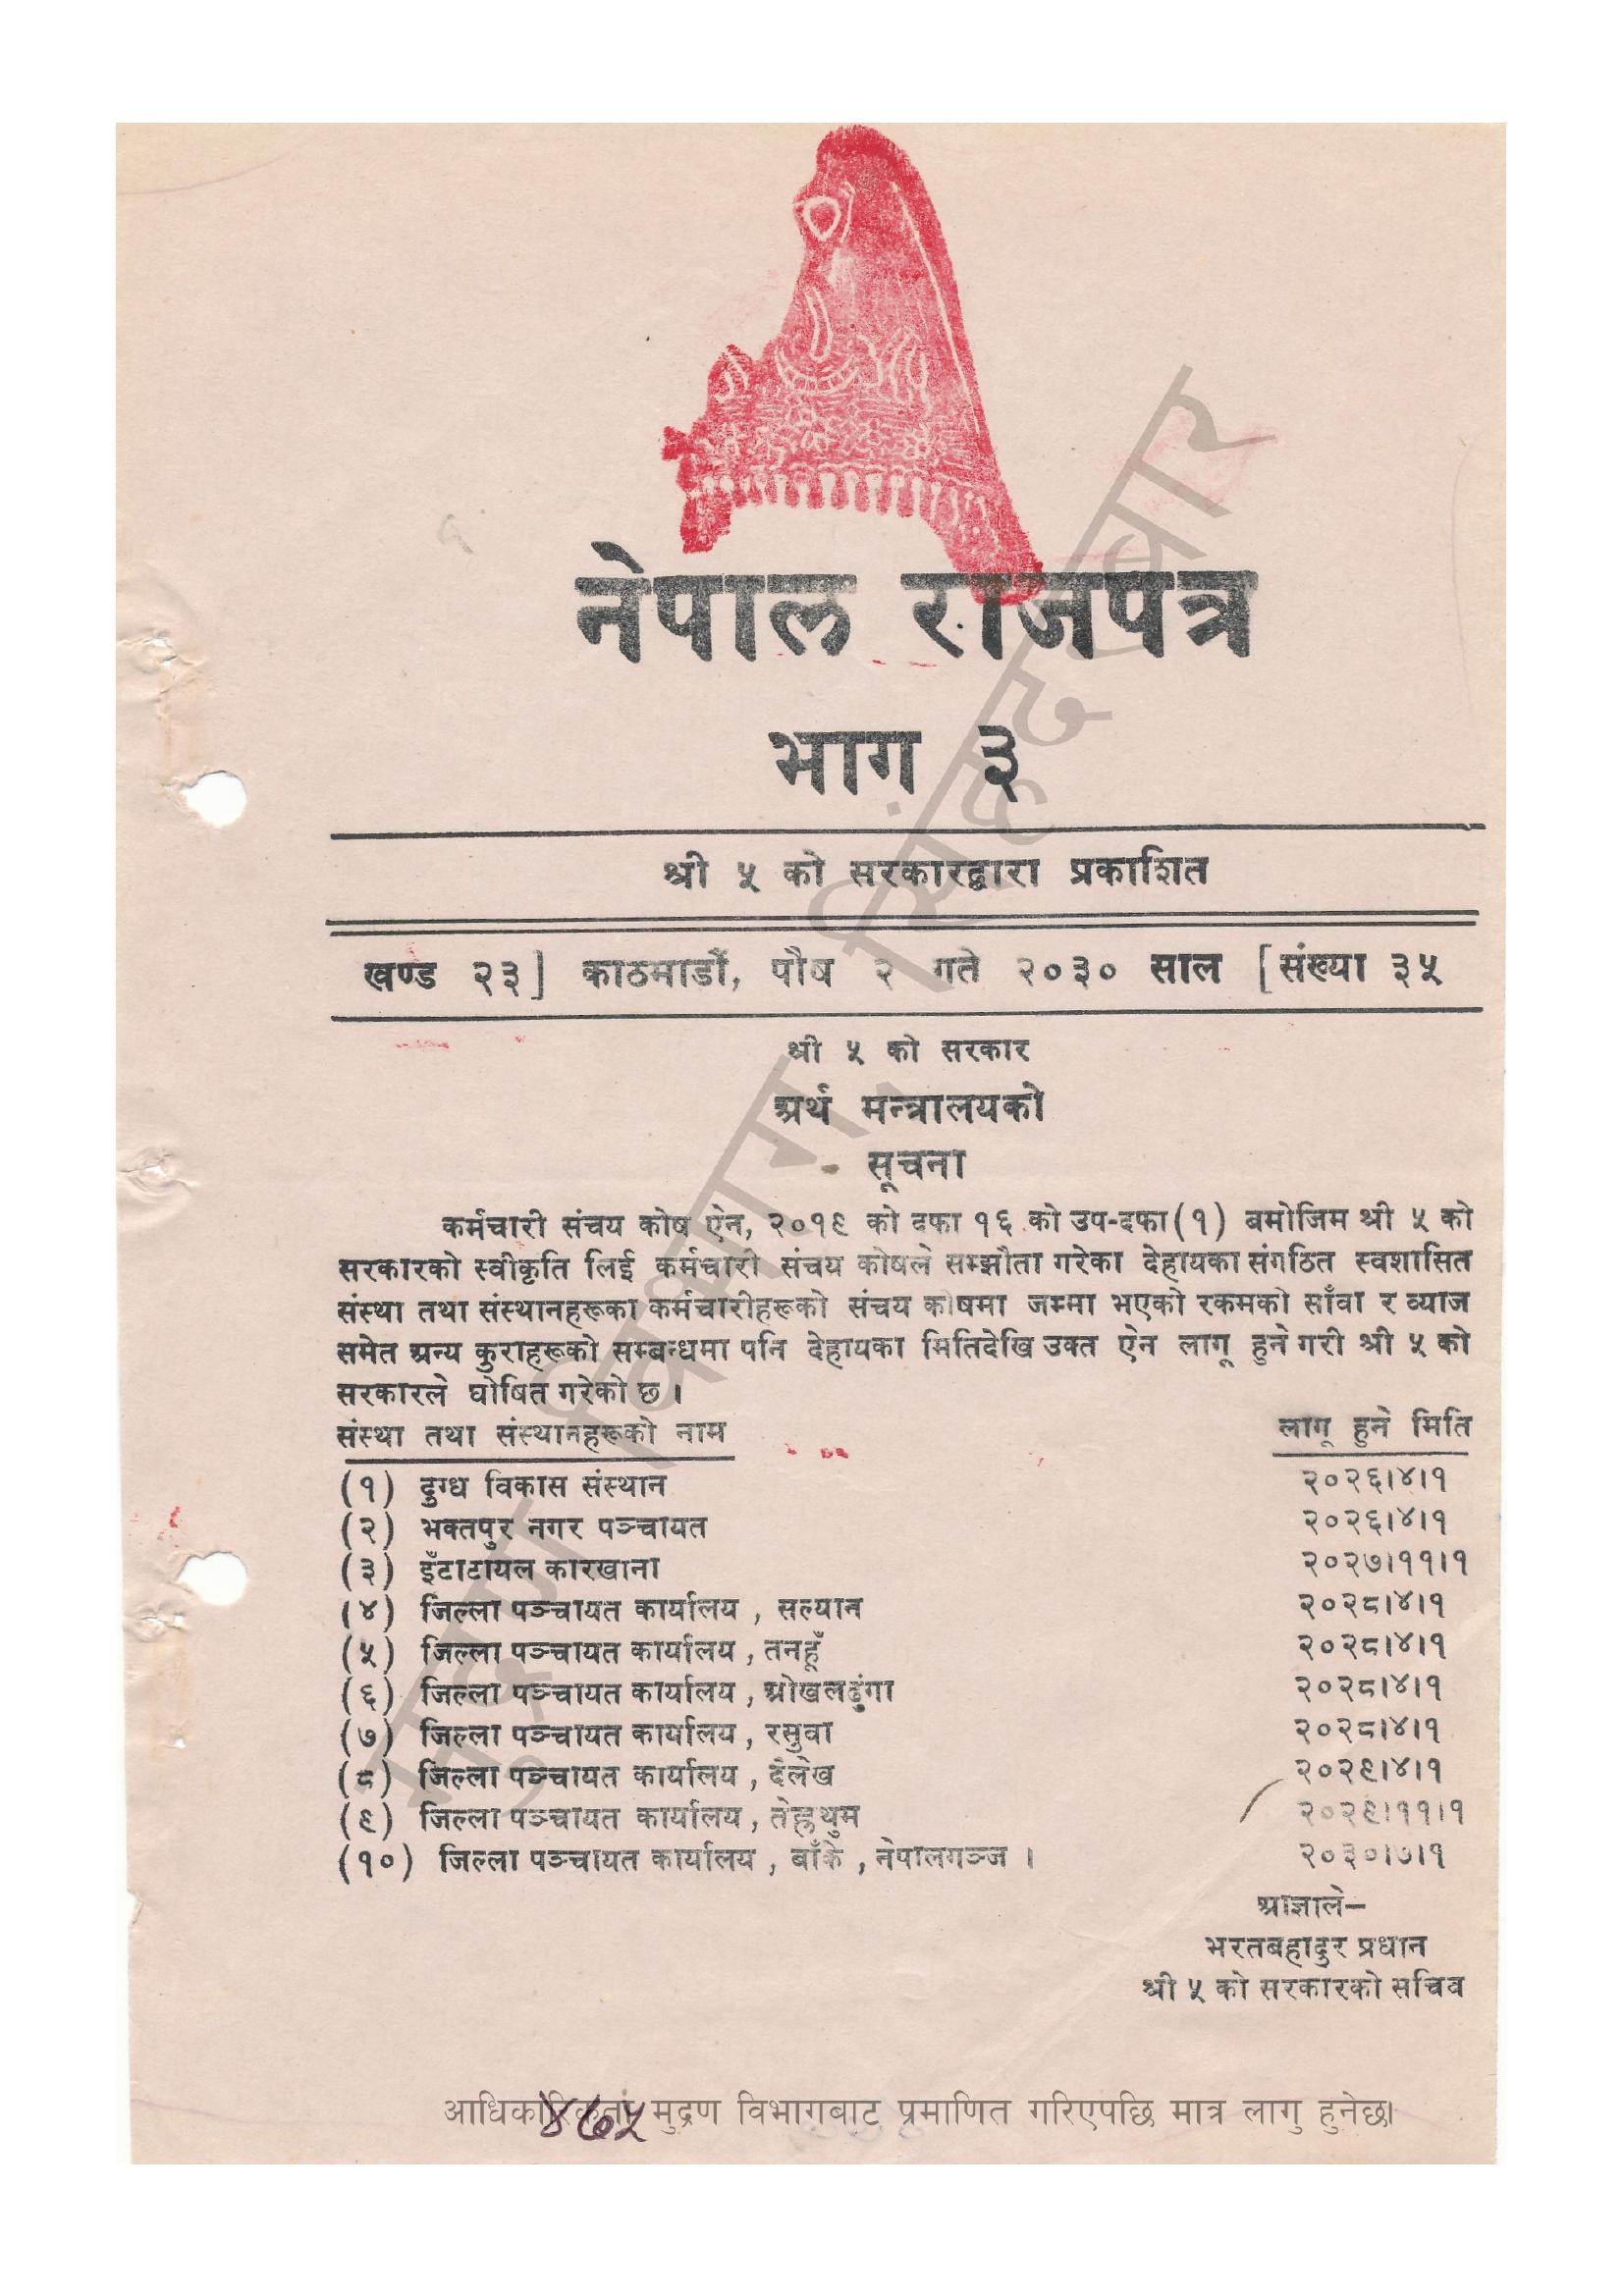 नेपाल राजपत्र
भाग ३
श्री ५ को सरकारद्वारा प्रकाशित
खण्ड २३] काठमाडौं, पौष २ गते २०३० साल [संख्या ३५
श्री ५ को सरकार
अर्थ मन्त्रालयको
सूचना
कर्मचारी संचय कोष ऐन, २०१९ को दफा १६ को उप-दफा (१) बमोजिम श्री ५ को
सरकारको स्वीकृति लिई कर्मचारी संचय कोषले सम्झौता गरेका देहायका संगठित स्वशासित
संस्था तथा संस्थानहरूका कर्मचारीहरूको संचय कोषमा जम्मा भएको रकमको साँवा र ब्याज
समेत अन्य कुराहरूको सम्बन्धमा पनि देहायका मितिदेखि उक्त ऐन लागू हुने गरी श्री ५ को
सरकारले घोषित गरेको छ ।
संस्था तथा संस्थानहरूको नाम लागू हुने मिति
(१) दुग्ध विकास संस्थान २०२६।४।१
(२) भक्तपुर नगर पञ्चायत २०२६।४।१
(३) इँटाटायल कारखाना २०२७।११।१
(४) जिल्ला पञ्चायत कार्यालय, सल्यान २०२८।४।१
(५) जिल्ला पञ्चायत कार्यालय, तनहूँ २०२८।४।१
(६) जिल्ला पञ्चायत कार्यालय, ओखलढुंगा २०२८।४।१
(७) जिल्ला पञ्चायत कार्यालय, रसुवा २०२८।४।१
(८) जिल्ला पञ्चायत कार्यालय, दैलेख २०२९।४।१
(९) जिल्ला पञ्चायत कार्यालय, तेह्रथुम २०२९।११।१
(१०) जिल्ला पञ्चायत कार्यालय, बाँके, नेपालगञ्ज । २०३०।७।१
आज्ञाले–
भरतबहादुर प्रधान
श्री ५ को सरकारको सचिव
मुद्रण विभाग, सिंहदरबार
आधिकारिकता मुद्रण विभागबाट प्रमाणित गरिएपछि मात्र लागु हुनेछ।
४७५